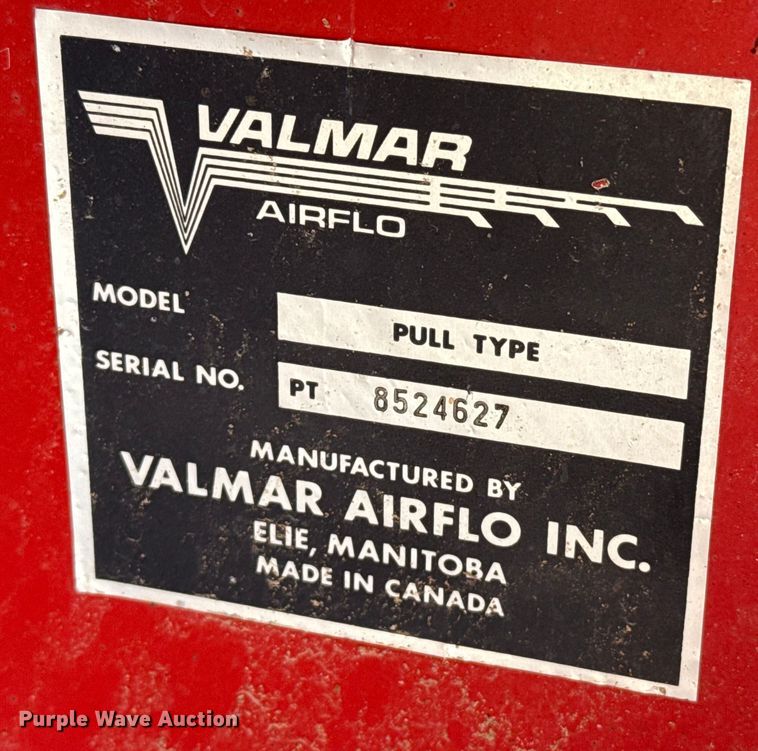 VALMAR
AIRFLO
MODEL PULL TYPE
SERIAL NO. PT 8524627
MANUFACTURED BY
VALMAR AIRFLO INC.
ELIE, MANITOBA
MADE IN CANADA
Purple Wave Auction